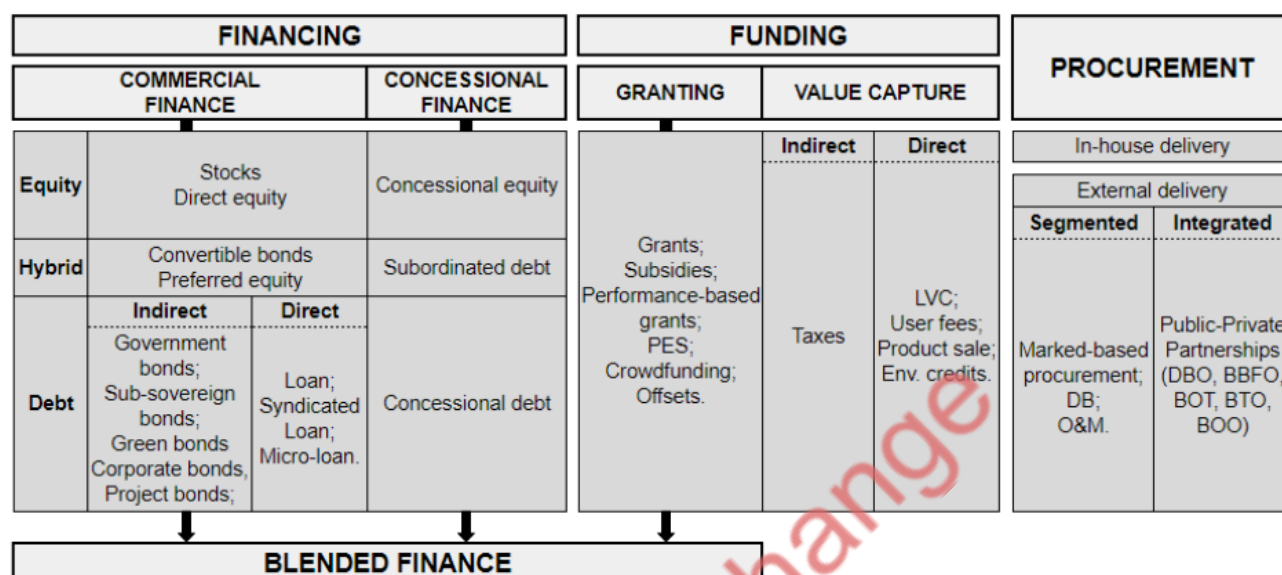 FINANCING
FUNDING
PROCUREMENT
COMMERCIAL
FINANCE
CONCESSIONAL
FINANCE
GRANTING
VALUE CAPTURE
Equity
Stocks
Direct equity
Concessional equity
Hybrid
Convertible bonds
Preferred equity
Subordinated debt
Debt
Indirect
Government
bonds;
Sub-sovereign
bonds;
Green bonds
Corporate bonds,
Project bonds;
Direct
Loan;
Syndicated
Loan;
Micro-loan.
Concessional debt
Grants;
Subsidies;
Performance-based
grants;
PES;
Crowdfunding;
Offsets.
Indirect
Taxes
Direct
LVC;
User fees;
Product sale;
Env. credits.
In-house delivery
External delivery
Segmented
Marked-based
procurement;
DB;
O&M.
Integrated
Public-Private
Partnerships
(DBO, BBFO,
BOT, BTO,
BOO)
BLENDED FINANCE
hange